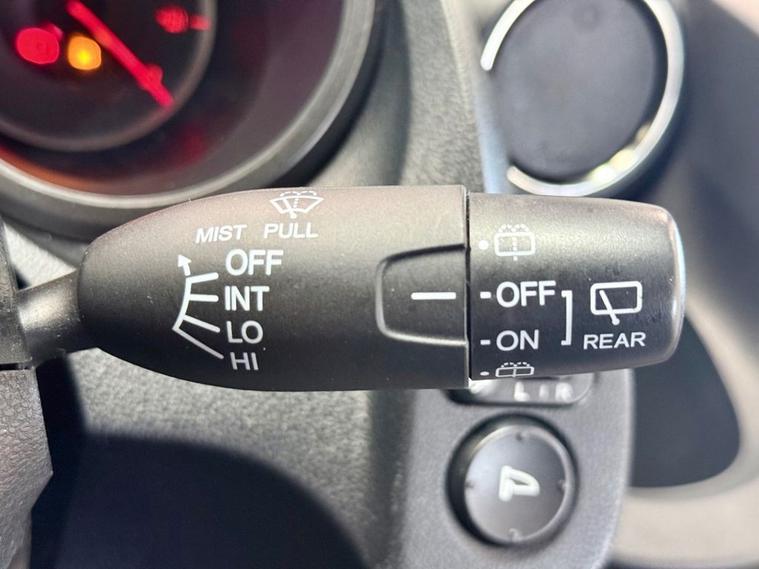 MIST PULL
OFF
INT
LO
HI
OFF
ON
REAR
L R